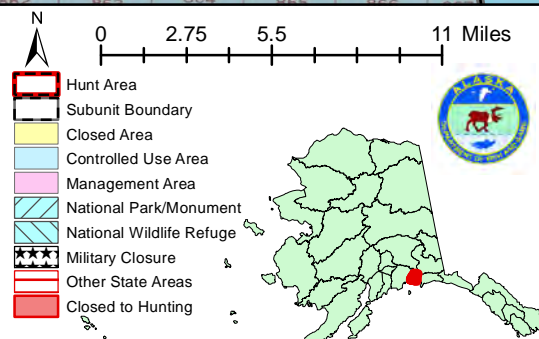 N
0 2.75 5.5 11 Miles
Hunt Area
Subunit Boundary
Closed Area
Controlled Use Area
Management Area
National Park/Monument
National Wildlife Refuge
Military Closure
Other State Areas
Closed to Hunting
ALASKA